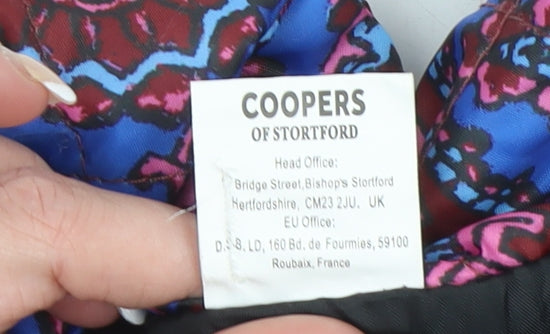 COOPERS
OF STORTFORD
Head Office:
Bridge Street,Bishop's Stortford
Hertfordshire, CM23 2JU. UK
EU Office:
LD, 160 Bd. de Fourmies, 59100
Roubaix, France